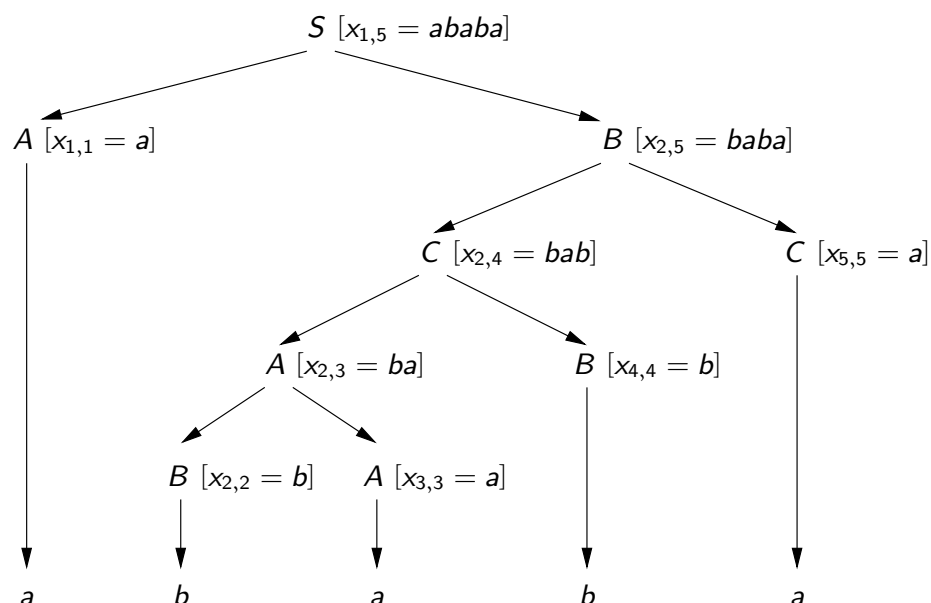 S [x1,5 = ababa]
A [x1,1 = a] B [x2,5 = baba]
C [x2,4 = bab] C [x5,5 = a]
A [x2,3 = ba] B [x4,4 = b]
B [x2,2 = b] A [x3,3 = a]
a b a b a